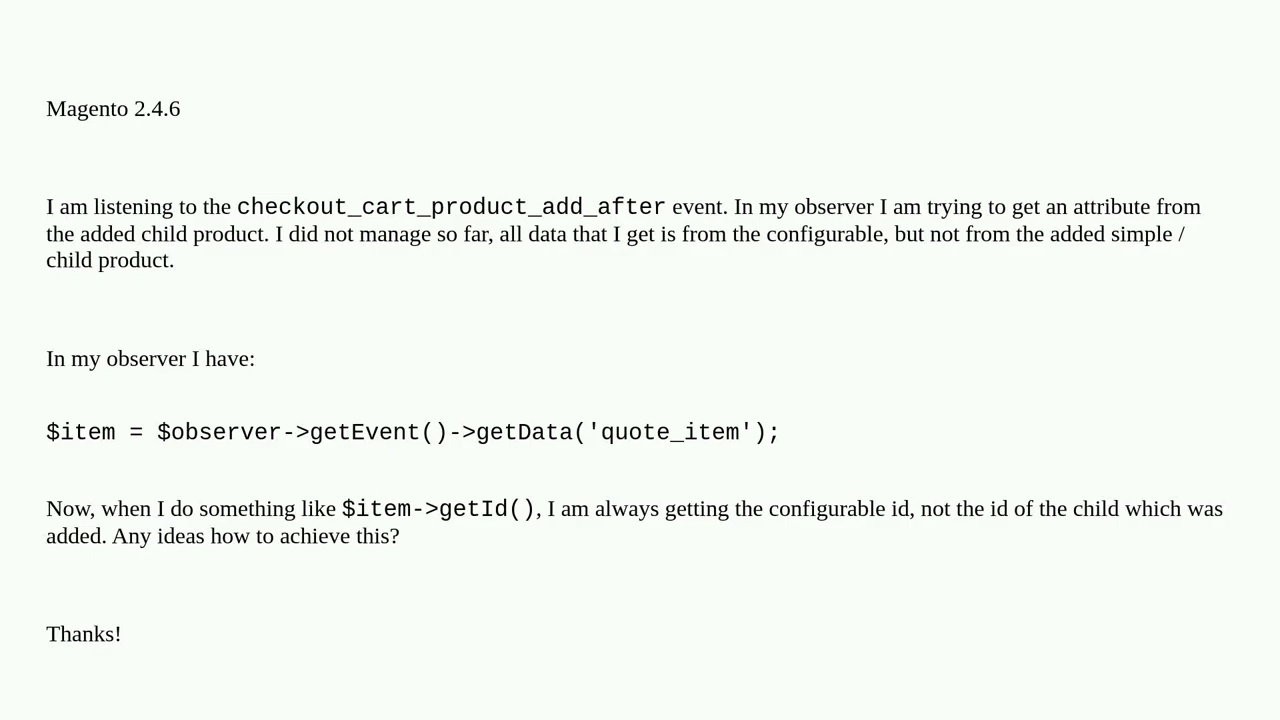 Magento 2.4.6
I am listening to the checkout_cart_product_add_after event. In my observer I am trying to get an attribute from
the added child product. I did not manage so far, all data that I get is from the configurable, but not from the added simple /
child product.
In my observer I have:
$item = $observer->getEvent()->getData('quote_item');
Now, when I do something like $item->getId(), I am always getting the configurable id, not the id of the child which was
added. Any ideas how to achieve this?
Thanks!